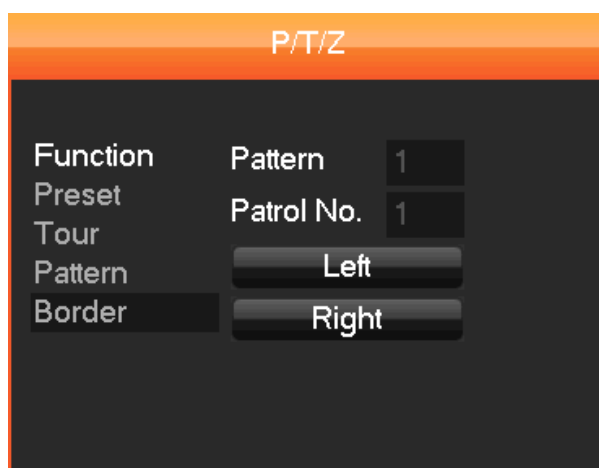 P/T/Z
Function
Preset
Tour
Pattern
Border
Pattern 1
Patrol No. 1
Left
Right